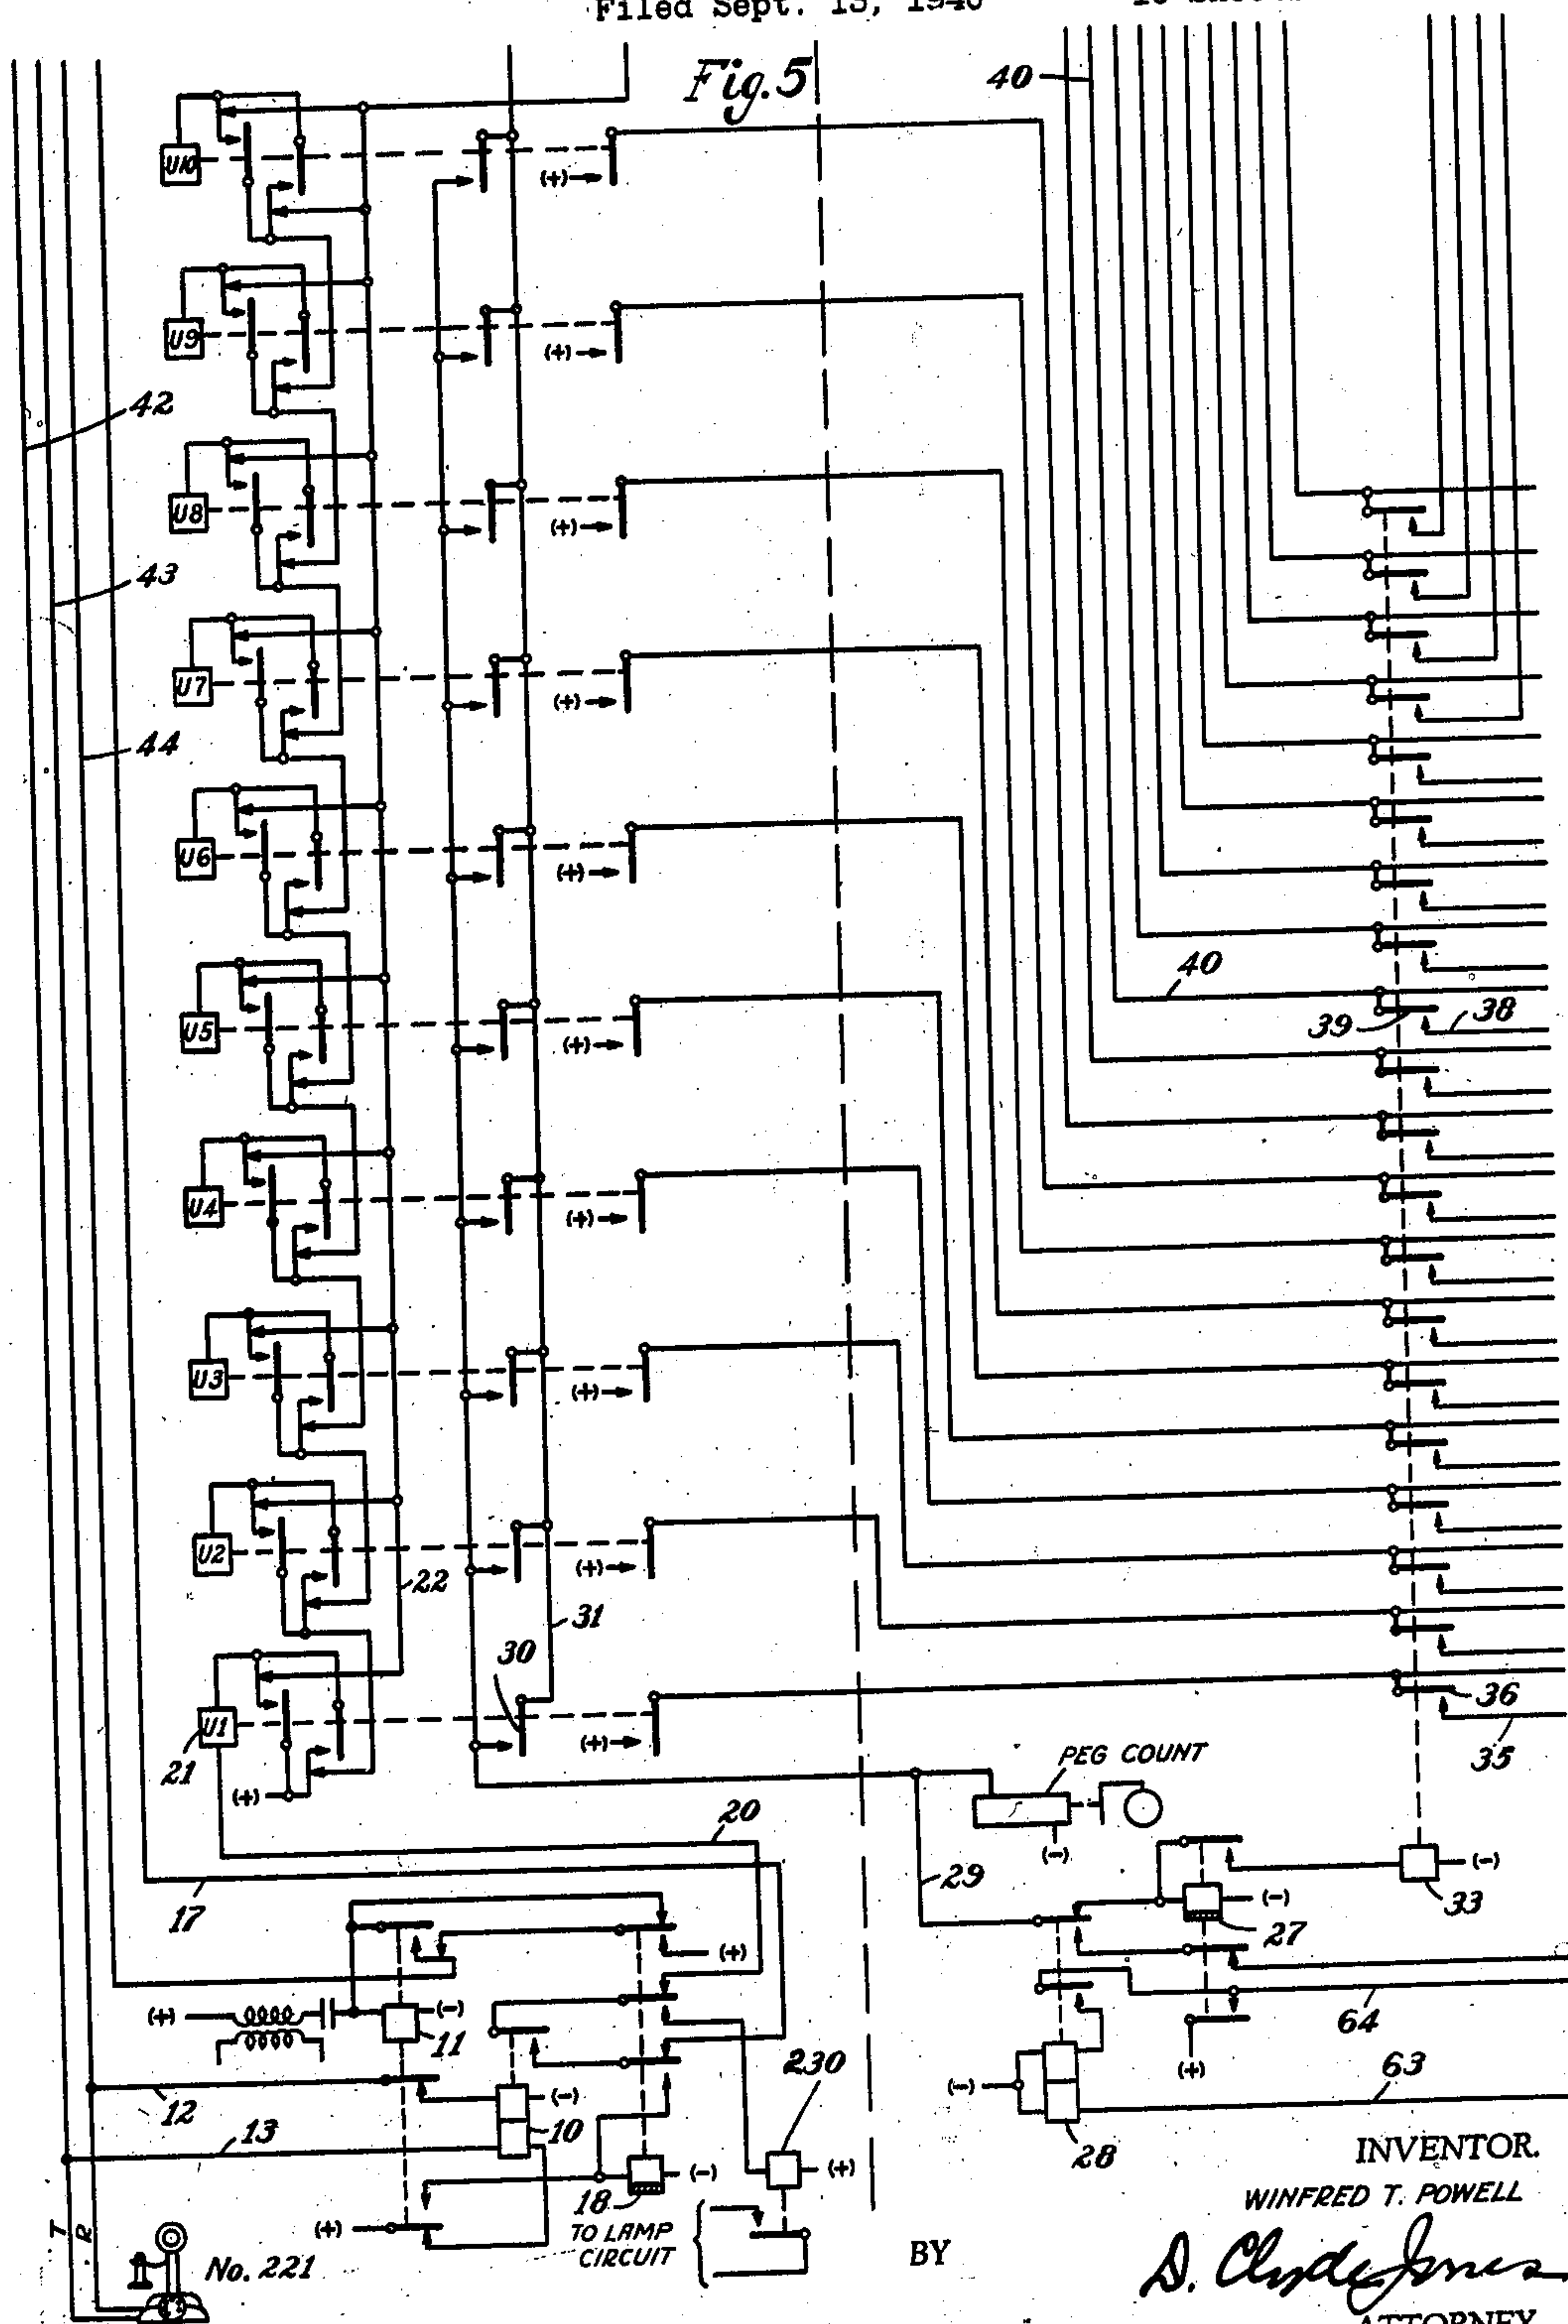 Filed Sept. 13, 1940
Fig. 5
40
U10
(+)
U9
(+)
42
U8
(+)
43
U7
(+)
44
U6
(+)
40
U5
(+)
39
38
U4
(+)
U3
(+)
U2
(+)
22
31
30
U1
(+)
36
21
35
(+)
PEG COUNT
(-)
20
29
(-)
33
17
(-)
27
(+)
(+)
(-)
11
64
(+)
230
12
(-)
(-)
63
13
10
28
(-)
(+)
18
(+)
TO LAMP
CIRCUIT
T
R
No. 221
INVENTOR.
WINFRED T. POWELL
BY
D. Clyde Jones
ATTORNEY